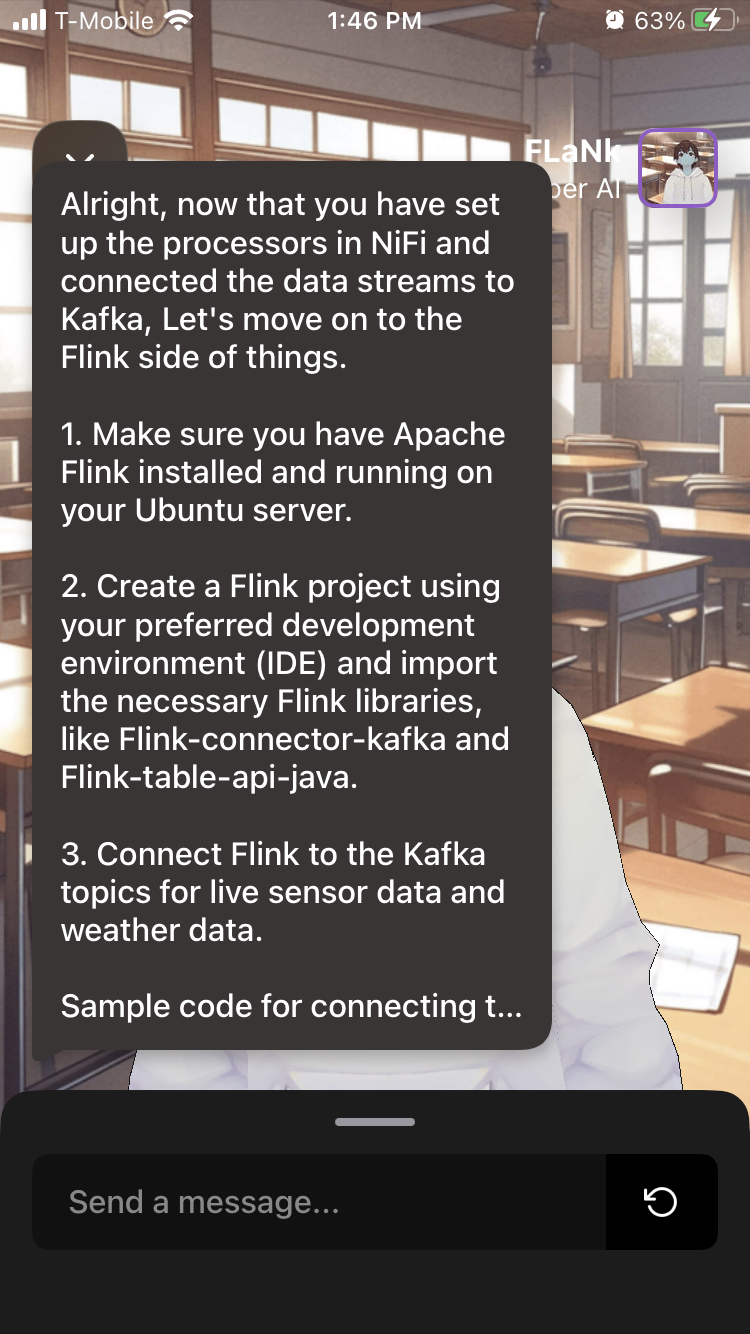 T-Mobile 1:46 PM 63%
FLaNk
per AI
Alright, now that you have set
up the processors in NiFi and
connected the data streams to
Kafka, Let's move on to the
Flink side of things.
1. Make sure you have Apache
Flink installed and running on
your Ubuntu server.
2. Create a Flink project using
your preferred development
environment (IDE) and import
the necessary Flink libraries,
like Flink-connector-kafka and
Flink-table-api-java.
3. Connect Flink to the Kafka
topics for live sensor data and
weather data.
Sample code for connecting t...
Send a message...